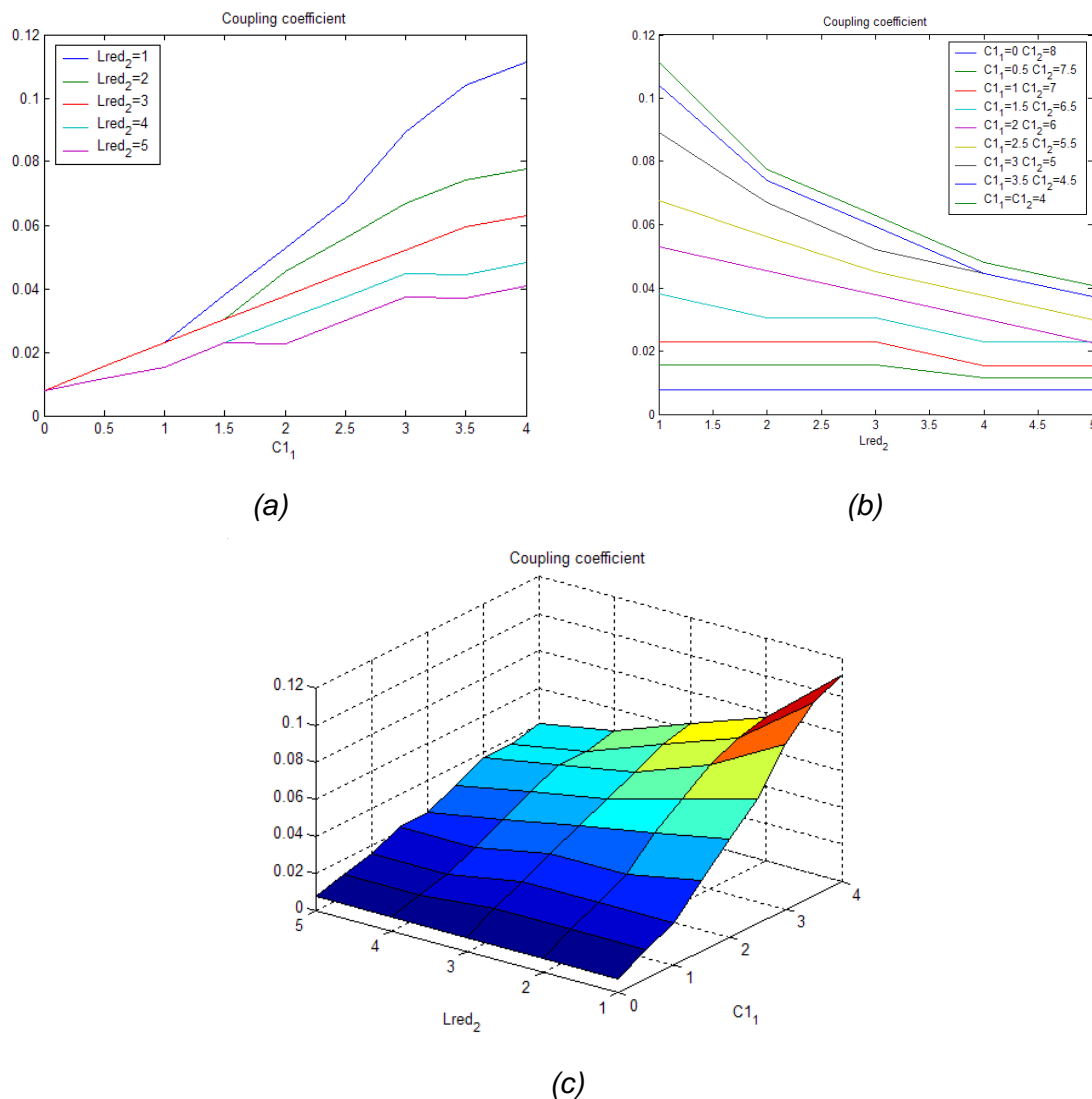 Coupling coefficient
0.12
0.1
0.08
0.06
0.04
0.02
0
Lred2=1
Lred2=2
Lred2=3
Lred2=4
Lred2=5
0 0.5 1 1.5 2 2.5 3 3.5 4
C11
(a)
Coupling coefficient
0.12
0.1
0.08
0.06
0.04
0.02
0
C11=0 C12=8
C11=0.5 C12=7.5
C11=1 C12=7
C11=1.5 C12=6.5
C11=2 C12=6
C11=2.5 C12=5.5
C11=3 C12=5
C11=3.5 C12=4.5
C11=C12=4
1 1.5 2 2.5 3 3.5 4 4.5 5
Lred2
(b)
Coupling coefficient
0.12
0.1
0.08
0.06
0.04
0.02
0
5 4 3 2 1
Lred2
0 1 2 3 4
C11
(c)